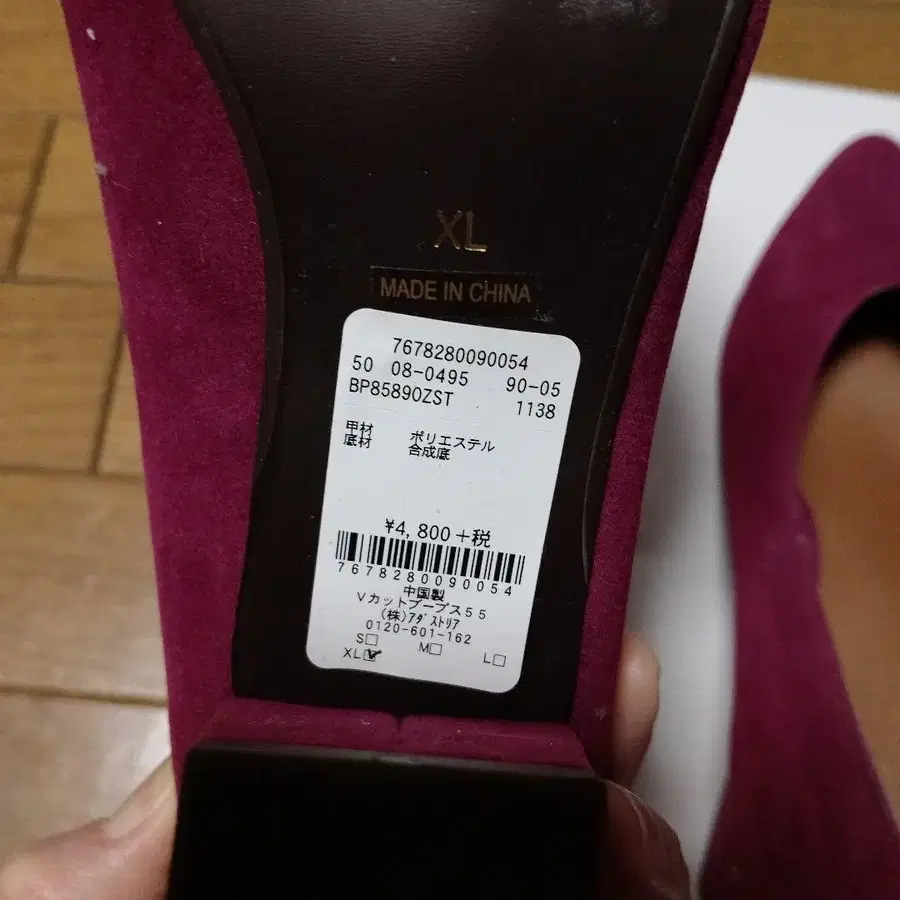 XL
MADE IN CHINA
7678280090054
50 08-0495 90-05
BP85890ZST 1138
甲材 ポリエステル
底材 合成底
¥4,800+税
7678280090054
中国製
Vカットプープス55
(株)アダストリア
0120-601-162
S□ M□ L□
XL☑